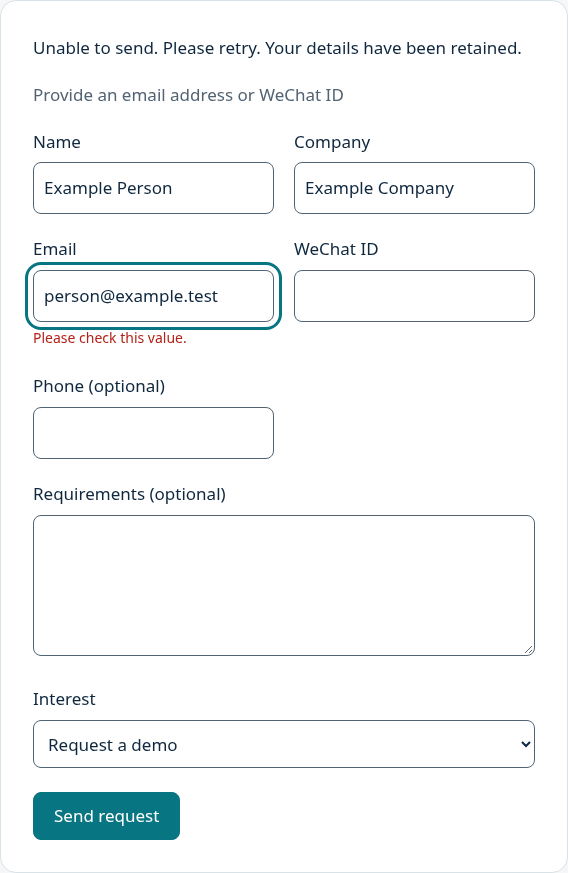 Unable to send. Please retry. Your details have been retained.
Provide an email address or WeChat ID
Name
Company
Example Person
Example Company
Email
WeChat ID
person@example.test
Please check this value.
Phone (optional)
Requirements (optional)
Interest
Request a demo
Send request